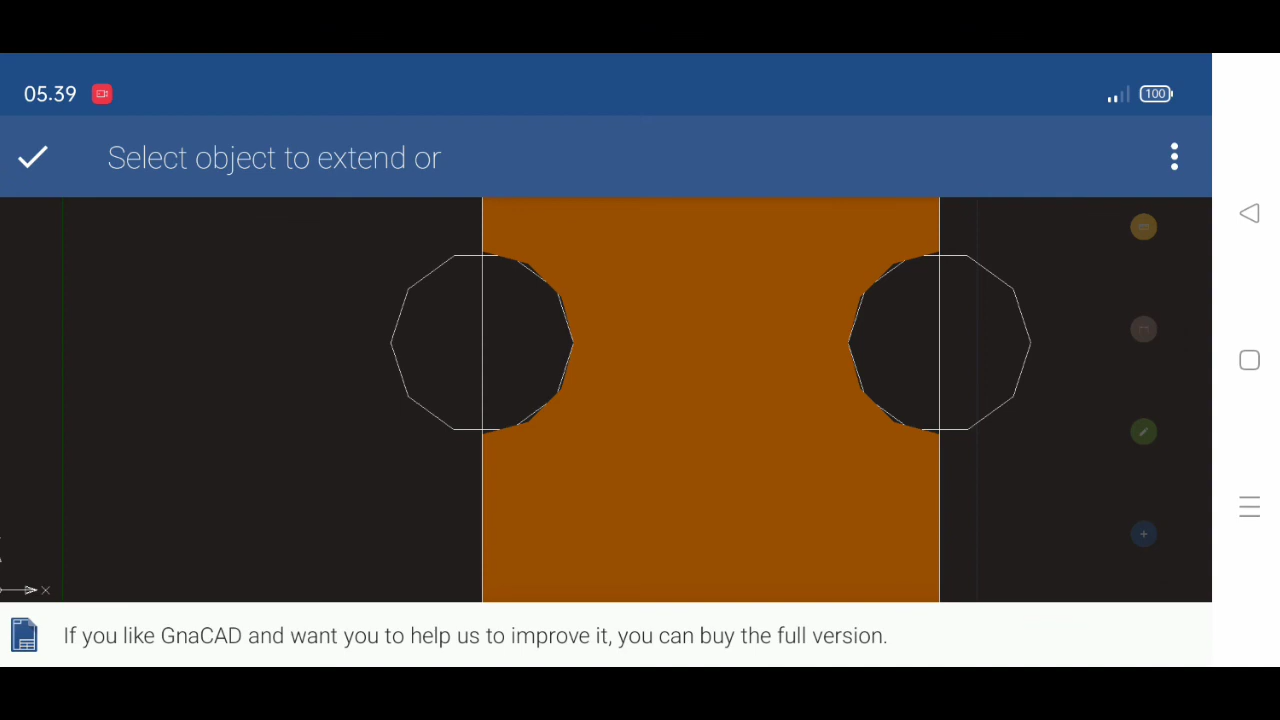 05.39
100
Select object to extend or
X
If you like GnaCAD and want you to help us to improve it, you can buy the full version.